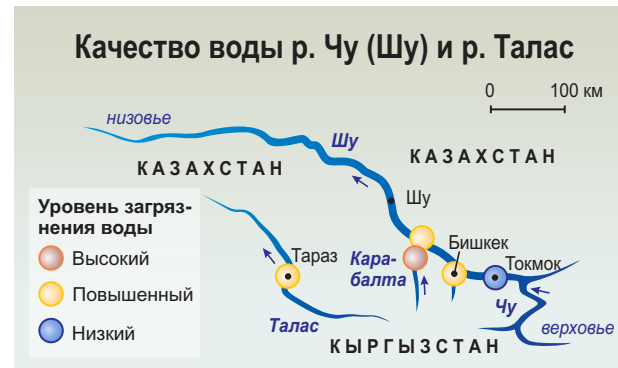 Качество воды р. Чу (Шу) и р. Талас
0 100 км
низовье
Шу
КАЗАХСТАН
КАЗАХСТАН
Шу
Уровень загряз-
нения воды
Высокий
Повышенный
Низкий
Тараз
Кара-
балта
Бишкек
Токмок
Чу
Талас
верховье
КЫРГЫЗСТАН